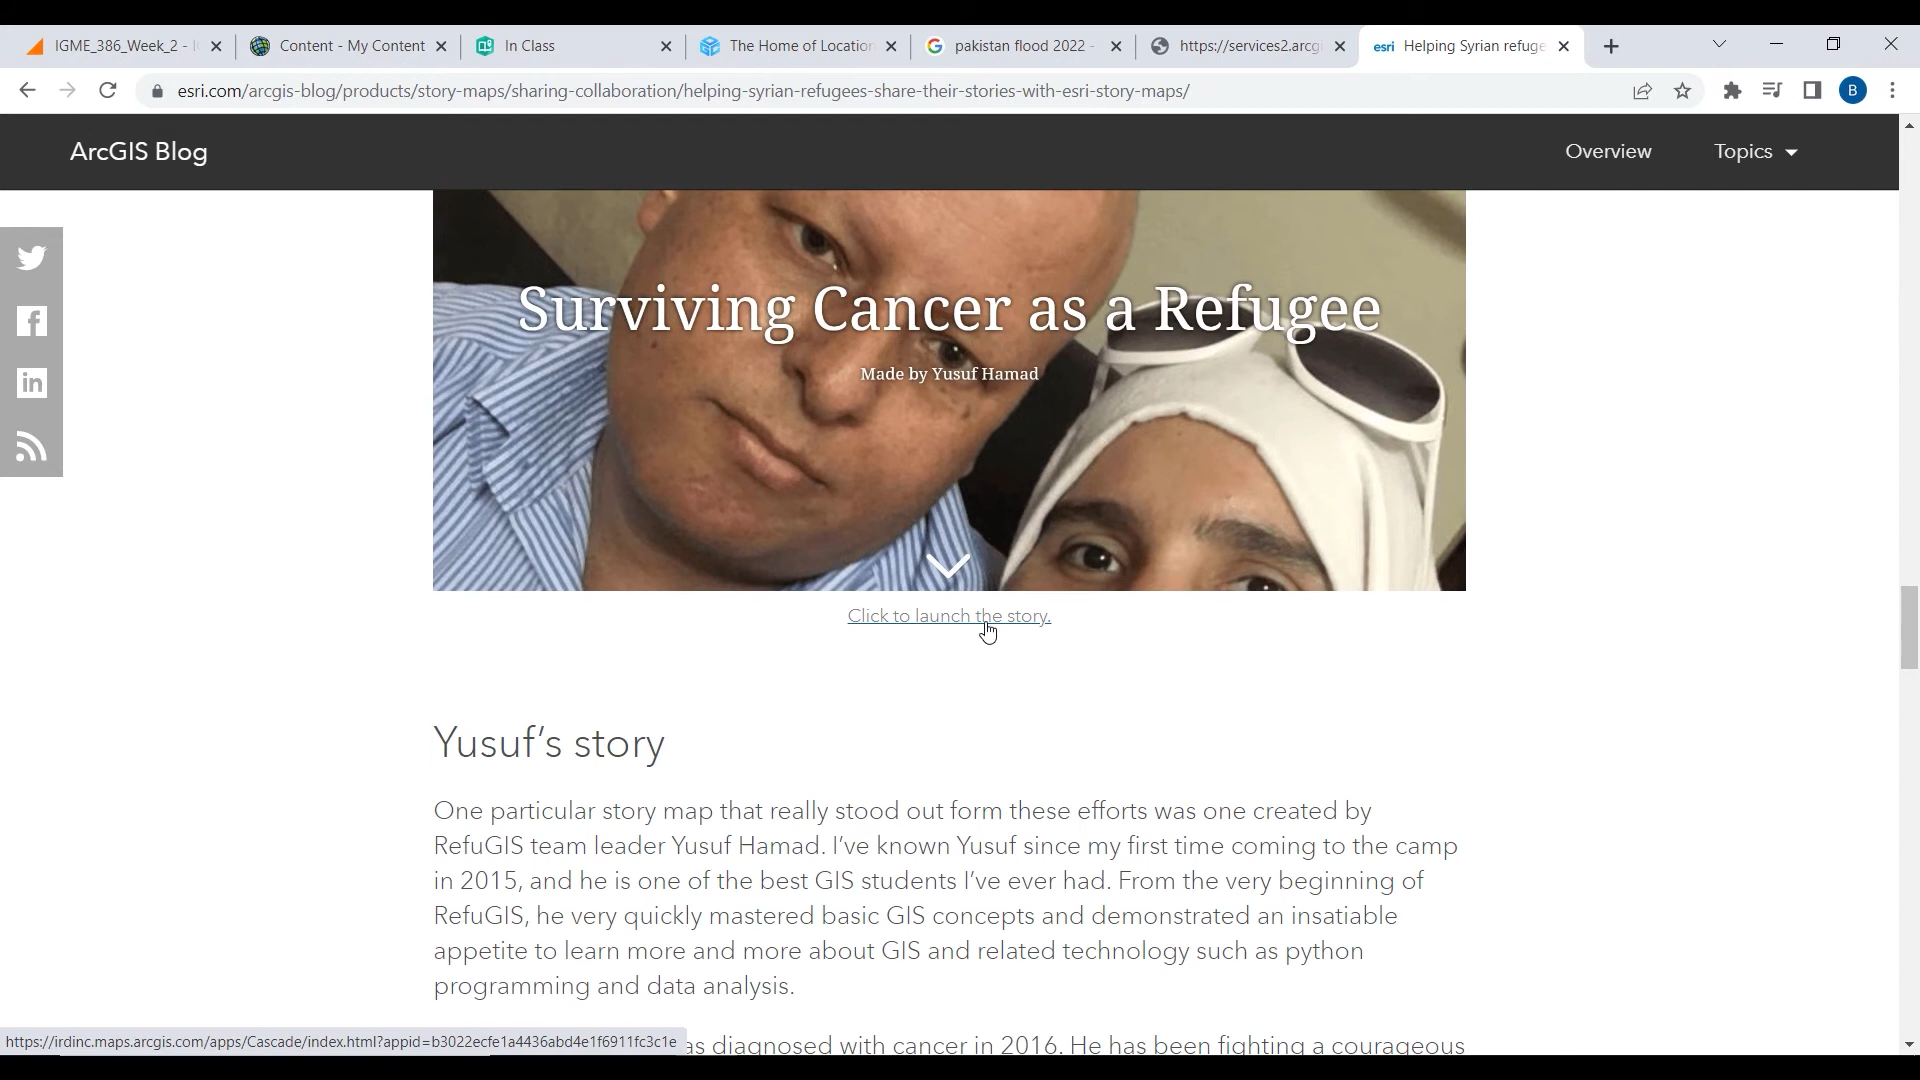 IGME_386_Week_2 -
Content - My Content
In Class
The Home of Location
pakistan flood 2022 -
https://services2.arcgi
esri Helping Syrian refuge
esri.com/arcgis-blog/products/story-maps/sharing-collaboration/helping-syrian-refugees-share-their-stories-with-esri-story-maps/
B
ArcGIS Blog
Overview
Topics
Surviving Cancer as a Refugee
Made by Yusuf Hamad
Click to launch the story.
Yusuf’s story
One particular story map that really stood out form these efforts was one created by
RefuGIS team leader Yusuf Hamad. I’ve known Yusuf since my first time coming to the camp
in 2015, and he is one of the best GIS students I’ve ever had. From the very beginning of
RefuGIS, he very quickly mastered basic GIS concepts and demonstrated an insatiable
appetite to learn more and more about GIS and related technology such as python
programming and data analysis.
https://irdinc.maps.arcgis.com/apps/Cascade/index.html?appid=b3022ecfe1a4436abd4e1f6911fc3c1e
as diagnosed with cancer in 2016. He has been fighting a courageous